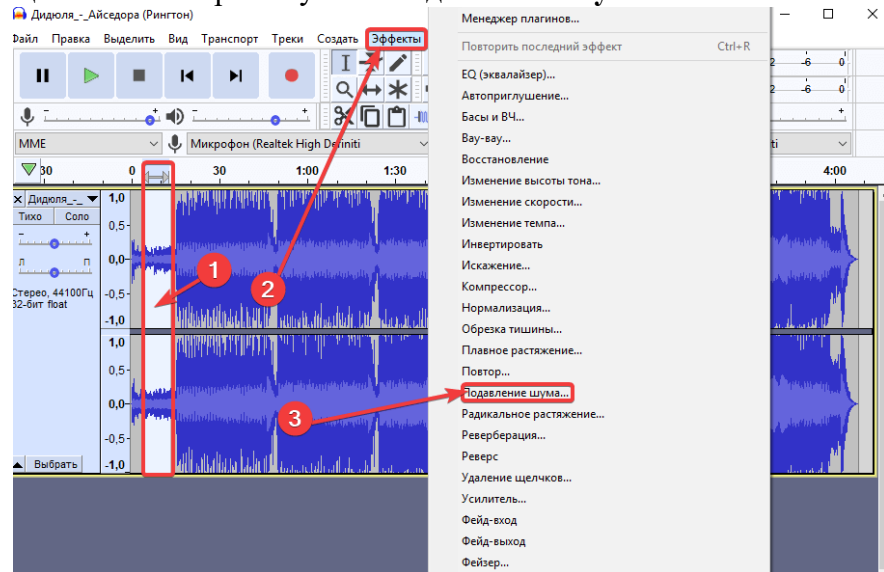 Дидюля_-_Айседора (Рингтон)
Файл Правка Выделить Вид Транспорт Треки Создать Эффекты
MME
Микрофон (Realtek High Definiti
ti
30 0 30 1:00 1:30 4:00
-6 0
-6 0
Дидюля_-_
Тихо Соло
- +
Л П
Стерео, 44100Гц
32-бит float
Выбрать
1,0
0,5
0,0
-0,5
-1,0
1,0
0,5
0,0
-0,5
-1,0
1
2
3
Менеджер плагинов...
Повторить последний эффект Ctrl+R
EQ (эквалайзер)...
Автоприглушение...
Басы и ВЧ...
Вау-вау...
Восстановление
Изменение высоты тона...
Изменение скорости...
Изменение темпа...
Инвертировать
Искажение...
Компрессор...
Нормализация...
Обрезка тишины...
Плавное растяжение...
Повтор...
Подавление шума...
Радикальное растяжение...
Реверберация...
Реверс
Удаление щелчков...
Усилитель...
Фейд-вход
Фейд-выход
Фейзер...